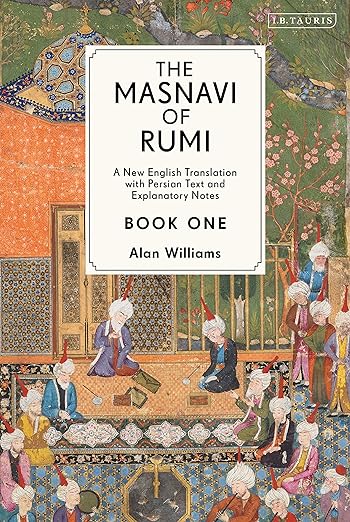 I.B.TAURIS
THE
MASNAVI
OF
RUMI
A New English Translation
with Persian Text and
Explanatory Notes
BOOK ONE
Alan Williams